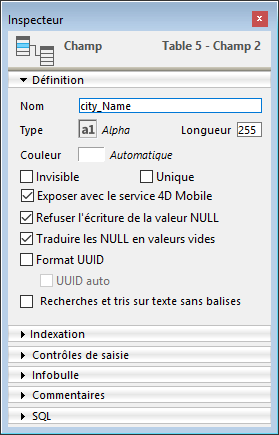 Inspecteur
Champ Table 5 - Champ 2
Définition
Nom city_Name
Type a1 Alpha Longueur 255
Couleur Automatique
Invisible Unique
Exposer avec le service 4D Mobile
Refuser l'écriture de la valeur NULL
Traduire les NULL en valeurs vides
Format UUID
UUID auto
Recherches et tris sur texte sans balises
Indexation
Contrôles de saisie
Infobulle
Commentaires
SQL